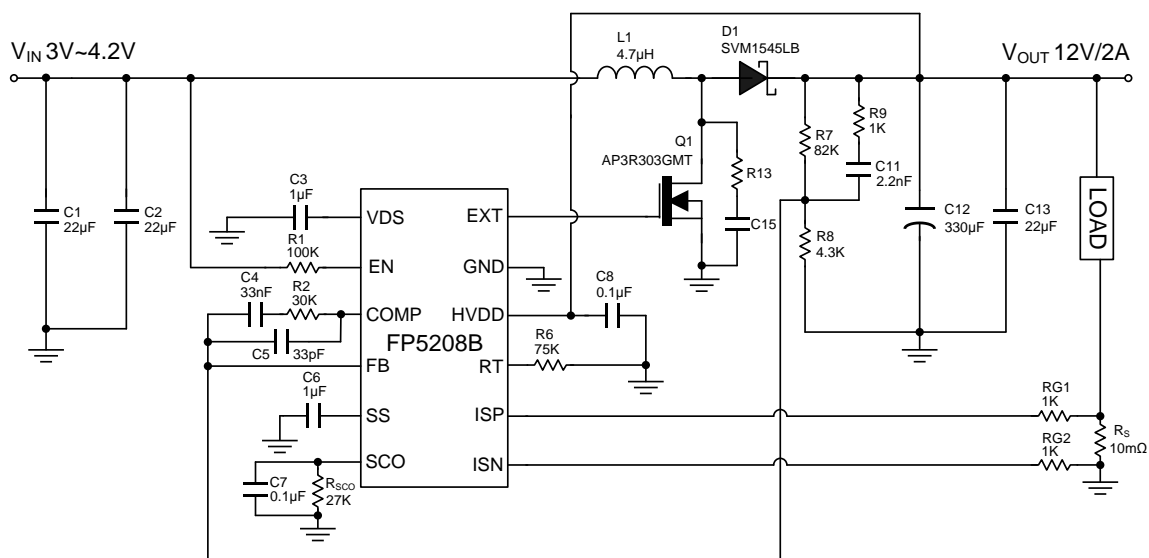 VIN 3V~4.2V
L1
4.7μH
D1
SVM1545LB
VOUT 12V/2A
C1
22μF
C2
22μF
C3
1μF
R1
100K
C4
33nF
R2
30K
C5
33pF
C6
1μF
C7
0.1μF
RSCO
27K
VDS
EN
COMP
FP5208B
FB
SS
SCO
EXT
GND
HVDD
RT
ISP
ISN
Q1
AP3R303GMT
R13
C15
C8
0.1μF
R6
75K
R7
82K
R9
1K
C11
2.2nF
R8
4.3K
C12
330μF
C13
22μF
LOAD
RG1
1K
RG2
1K
RS
10mΩ